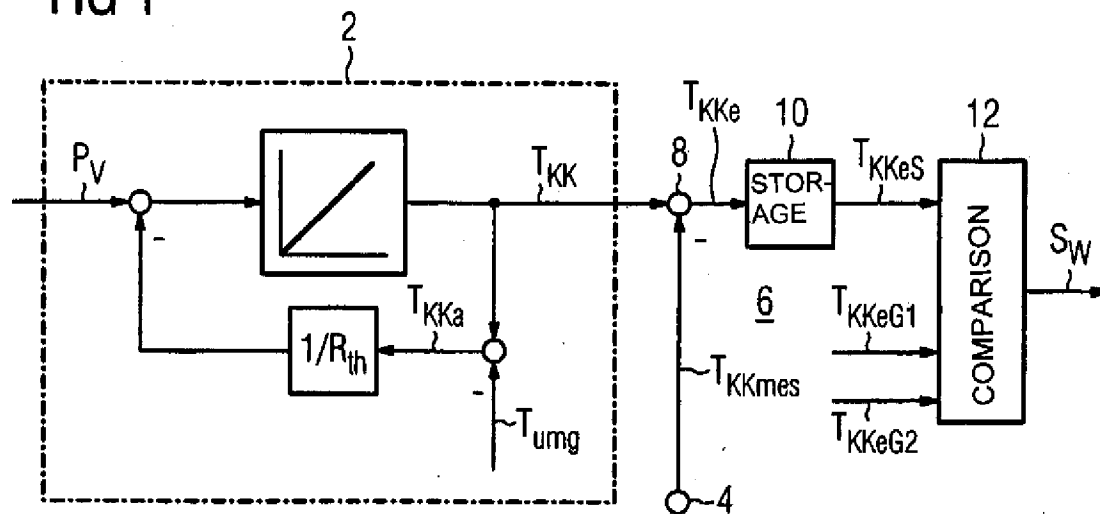 FIG 1
2
P_V
T_KK
T_KKa
1/R_th
T_umg
8
T_KKe
10
STOR-
AGE
T_KKeS
12
COMPARISON
S_W
6
T_KKeG1
T_KKeG2
T_KKmes
4